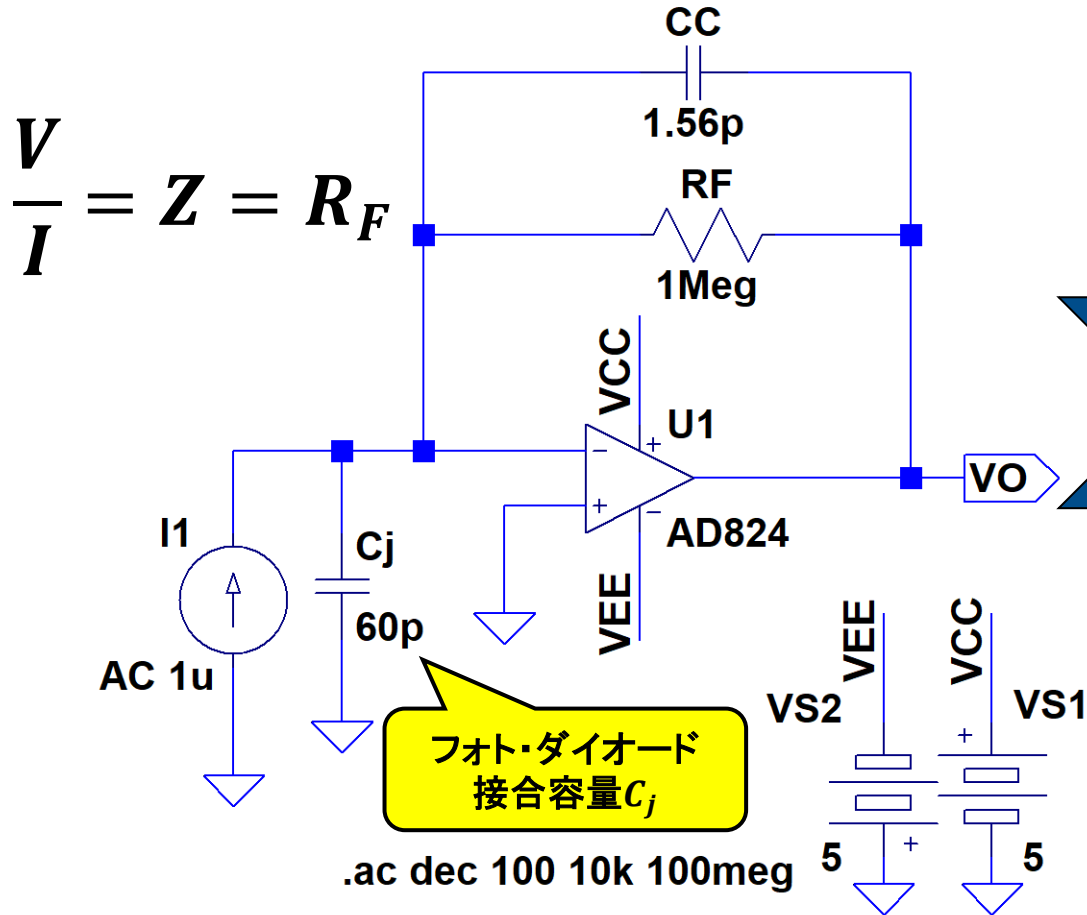 CC
1.56p
V/I = Z = R_F
RF
1Meg
VCC
U1
+
−
+
−
AD824
VO
I1
Cj
60p
VEE
AC 1u
VEE
VCC
VS2
VS1
+
+
5
5
フォト・ダイオード
接合容量C_j
.ac dec 100 10k 100meg